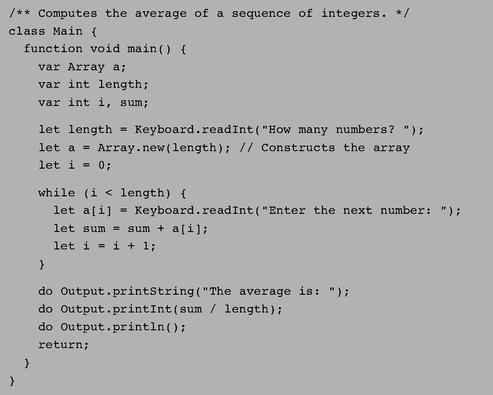 /** Computes the average of a sequence of integers. */
class Main {
  function void main() {
    var Array a;
    var int length;
    var int i, sum;

    let length = Keyboard.readInt("How many numbers? ");
    let a = Array.new(length); // Constructs the array
    let i = 0;

    while (i < length) {
      let a[i] = Keyboard.readInt("Enter the next number: ");
      let sum = sum + a[i];
      let i = i + 1;
    }

    do Output.printString("The average is: ");
    do Output.printInt(sum / length);
    do Output.println();
    return;
  }
}